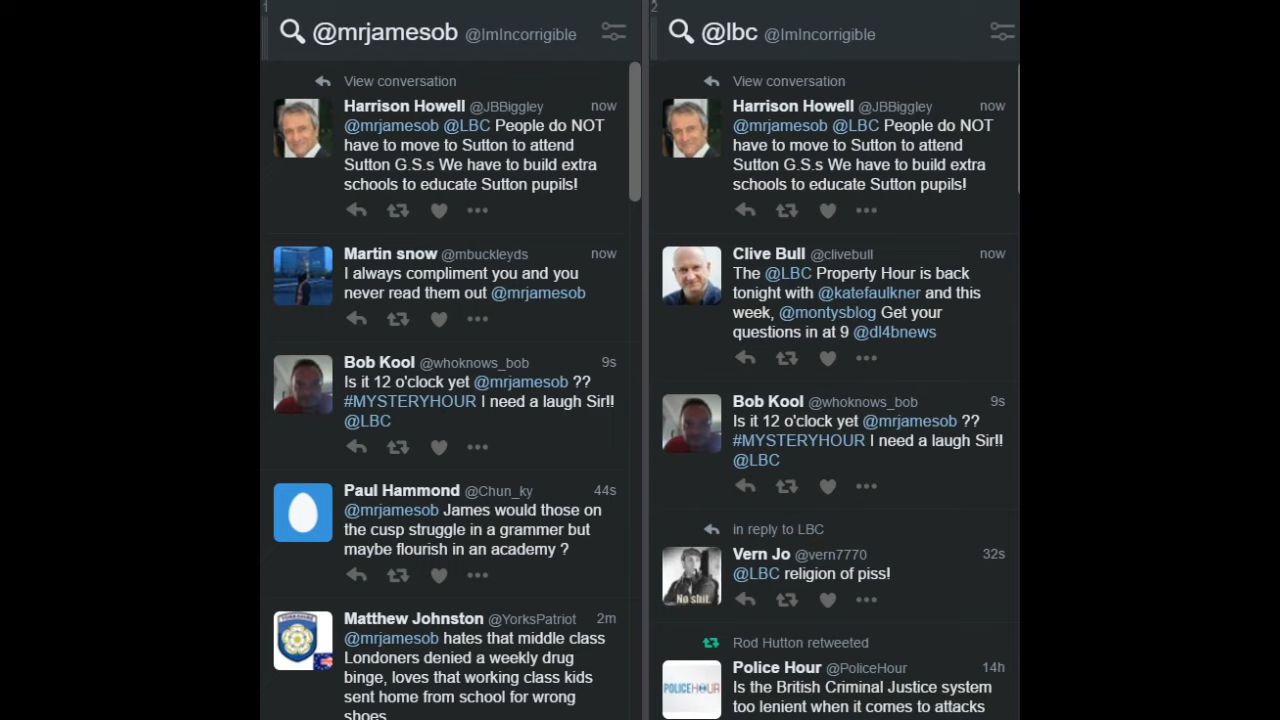 1
@mrjamesob @ImIncorrigible
View conversation
Harrison Howell @JBBiggley now
@mrjamesob @LBC People do NOT
have to move to Sutton to attend
Sutton G.S.s We have to build extra
schools to educate Sutton pupils!
Martin snow @mbuckleyds now
I always compliment you and you
never read them out @mrjamesob
Bob Kool @whoknows_bob 9s
Is it 12 o'clock yet @mrjamesob ??
#MYSTERYHOUR I need a laugh Sir!!
@LBC
Paul Hammond @Chun_ky 44s
@mrjamesob James would those on
the cusp struggle in a grammer but
maybe flourish in an academy ?
Matthew Johnston @YorksPatriot 2m
@mrjamesob hates that middle class
Londoners denied a weekly drug
binge, loves that working class kids
sent home from school for wrong
shoes
2
@lbc @ImIncorrigible
View conversation
Harrison Howell @JBBiggley now
@mrjamesob @LBC People do NOT
have to move to Sutton to attend
Sutton G.S.s We have to build extra
schools to educate Sutton pupils!
Clive Bull @clivebull now
The @LBC Property Hour is back
tonight with @katefaulkner and this
week, @montysblog Get your
questions in at 9 @dl4bnews
Bob Kool @whoknows_bob 9s
Is it 12 o'clock yet @mrjamesob ??
#MYSTERYHOUR I need a laugh Sir!!
@LBC
in reply to LBC
Vern Jo @vern7770 32s
@LBC religion of piss!
No shit.
Rod Hutton retweeted
Police Hour @PoliceHour 14h
POLICEHOUR
Is the British Criminal Justice system
too lenient when it comes to attacks